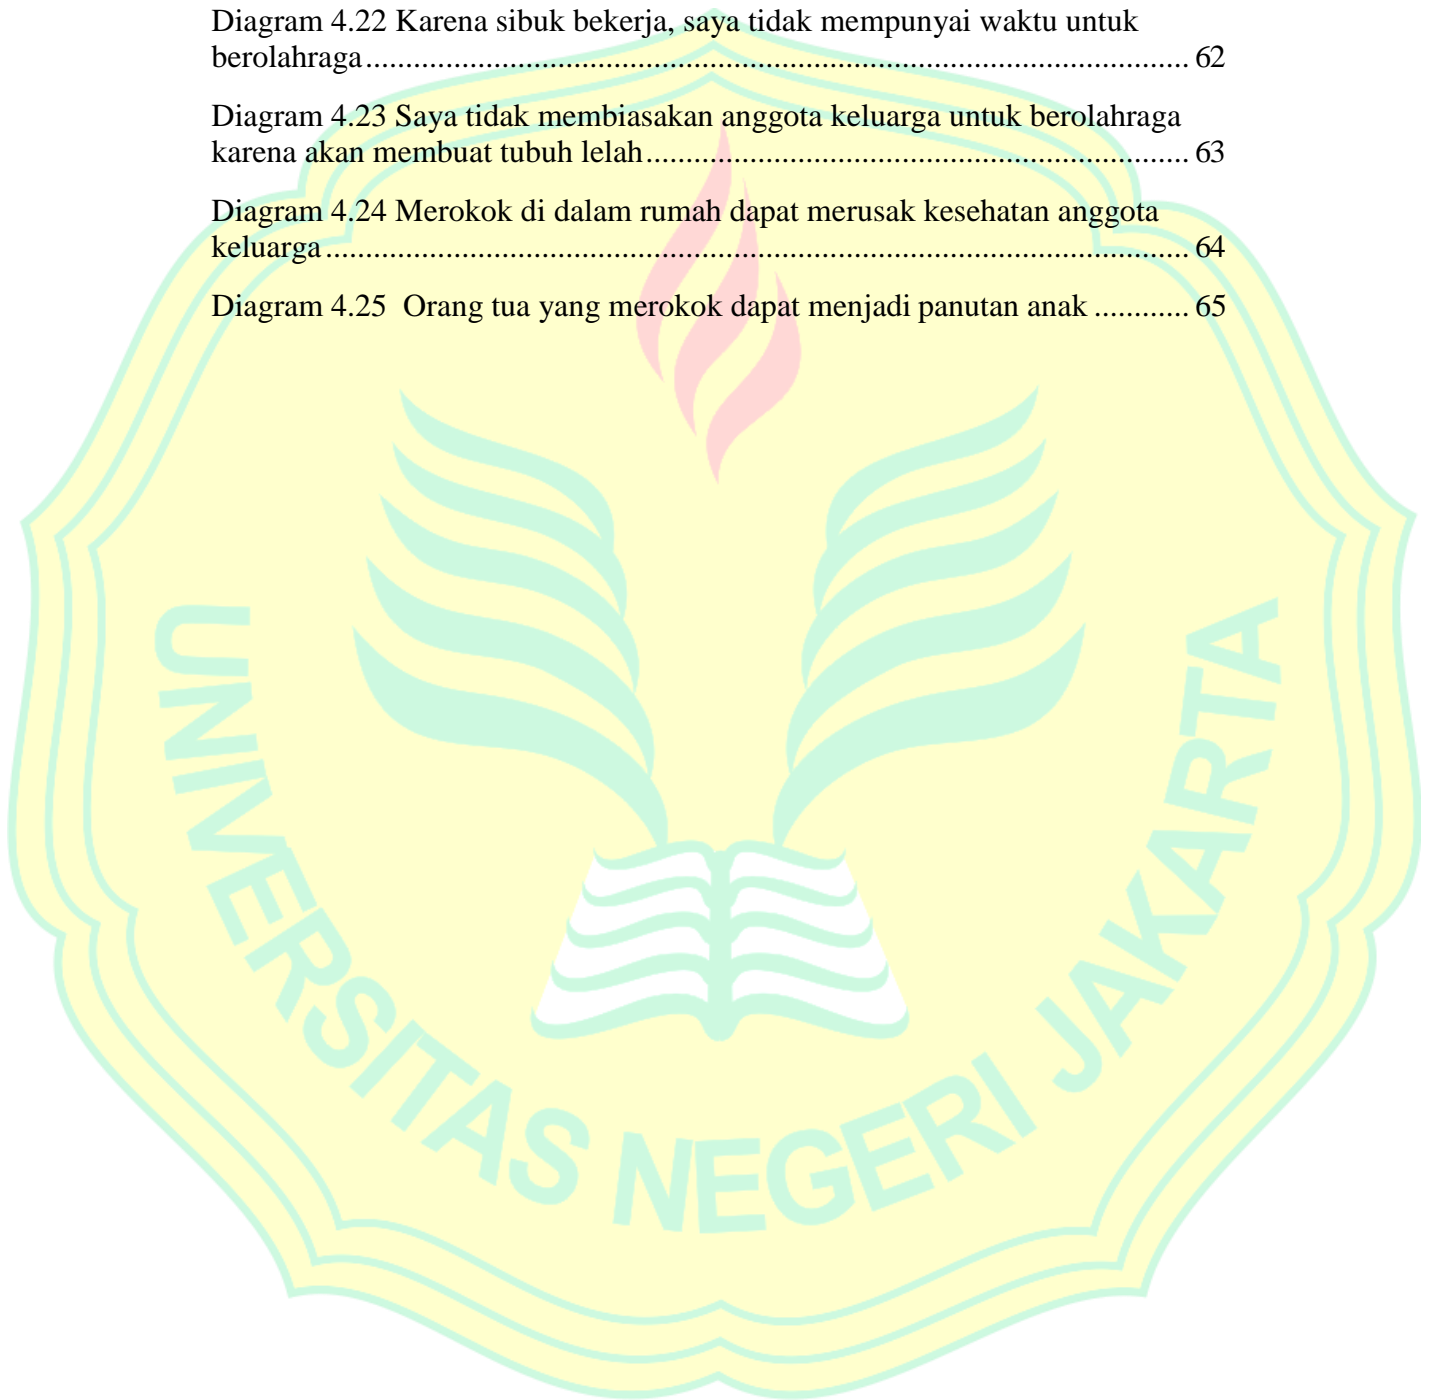 Diagram 4.22 Karena sibuk bekerja, saya tidak mempunyai waktu untuk
berolahraga....................................................................................................... 62
Diagram 4.23 Saya tidak membiasakan anggota keluarga untuk berolahraga
karena akan membuat tubuh lelah.................................................................... 63
Diagram 4.24 Merokok di dalam rumah dapat merusak kesehatan anggota
keluarga............................................................................................................ 64
Diagram 4.25  Orang tua yang merokok dapat menjadi panutan anak ............ 65
UNIVERSITAS NEGERI JAKARTA